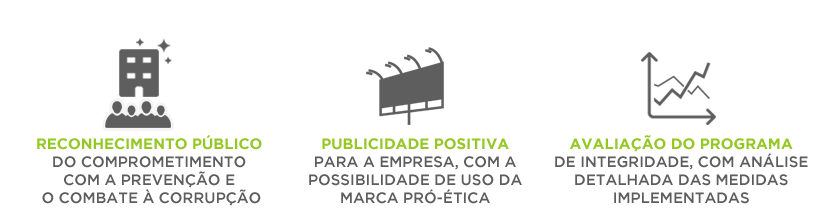 RECONHECIMENTO PÚBLICO
DO COMPROMETIMENTO
COM A PREVENÇÃO E
O COMBATE À CORRUPÇÃO
PUBLICIDADE POSITIVA
PARA A EMPRESA, COM A
POSSIBILIDADE DE USO DA
MARCA PRÓ-ÉTICA
AVALIAÇÃO DO PROGRAMA
DE INTEGRIDADE, COM ANÁLISE
DETALHADA DAS MEDIDAS
IMPLEMENTADAS